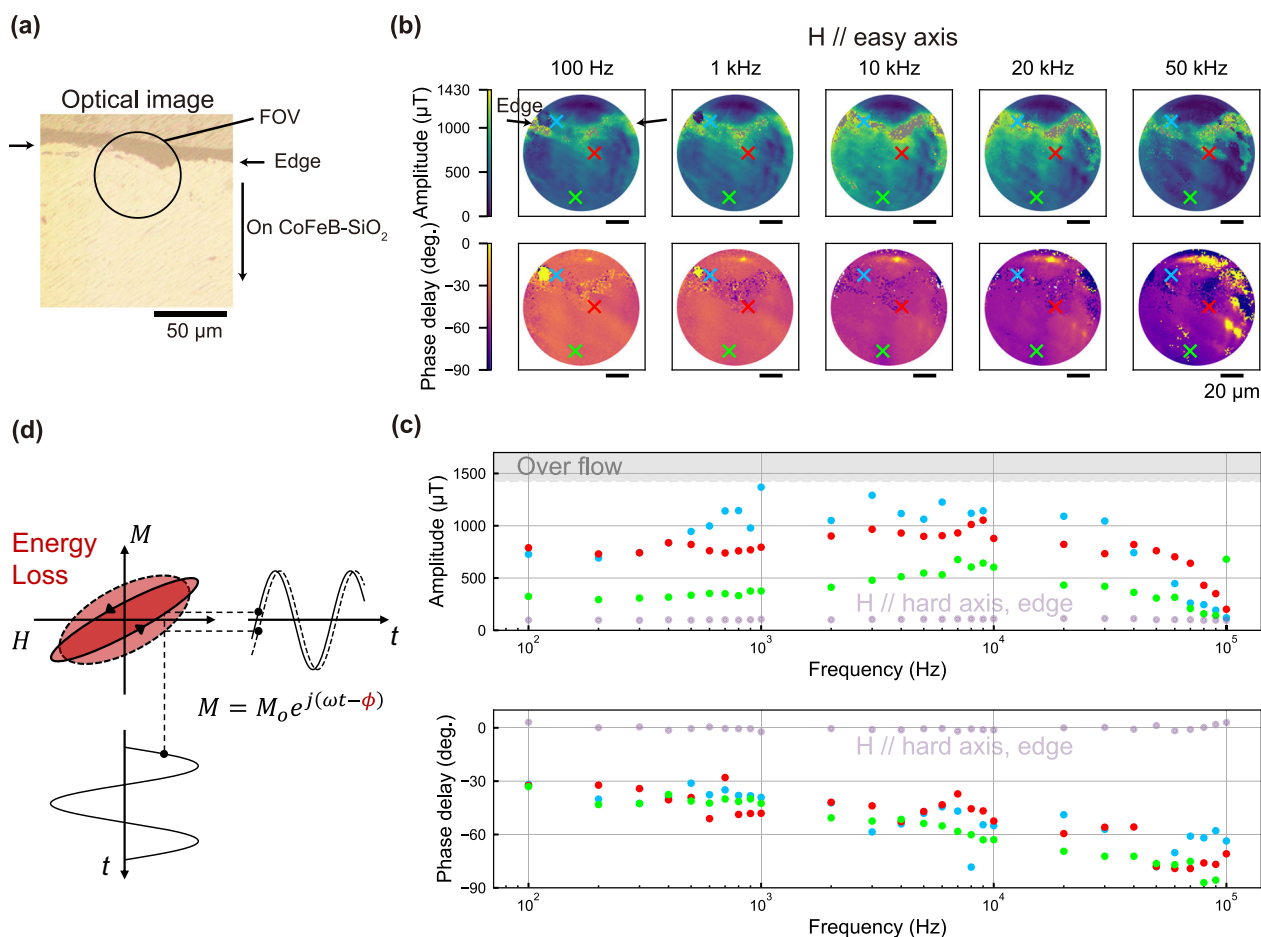 (a)
Optical image
FOV
Edge
On CoFeB-SiO₂
50 µm
(b)
H // easy axis
100 Hz
1 kHz
10 kHz
20 kHz
50 kHz
Amplitude (µT)
1430
1000
500
0
Edge
Phase delay (deg.)
0
−30
−60
−90
20 µm
(d)
Energy
Loss
M
H
t
M = Mₒe^{j(ωt−ϕ)}
t
(c)
Over flow
Amplitude (µT)
1500
1000
500
0
H // hard axis, edge
10² 10³ 10⁴ 10⁵
Frequency (Hz)
Phase delay (deg.)
0
−30
−60
−90
H // hard axis, edge
10² 10³ 10⁴ 10⁵
Frequency (Hz)